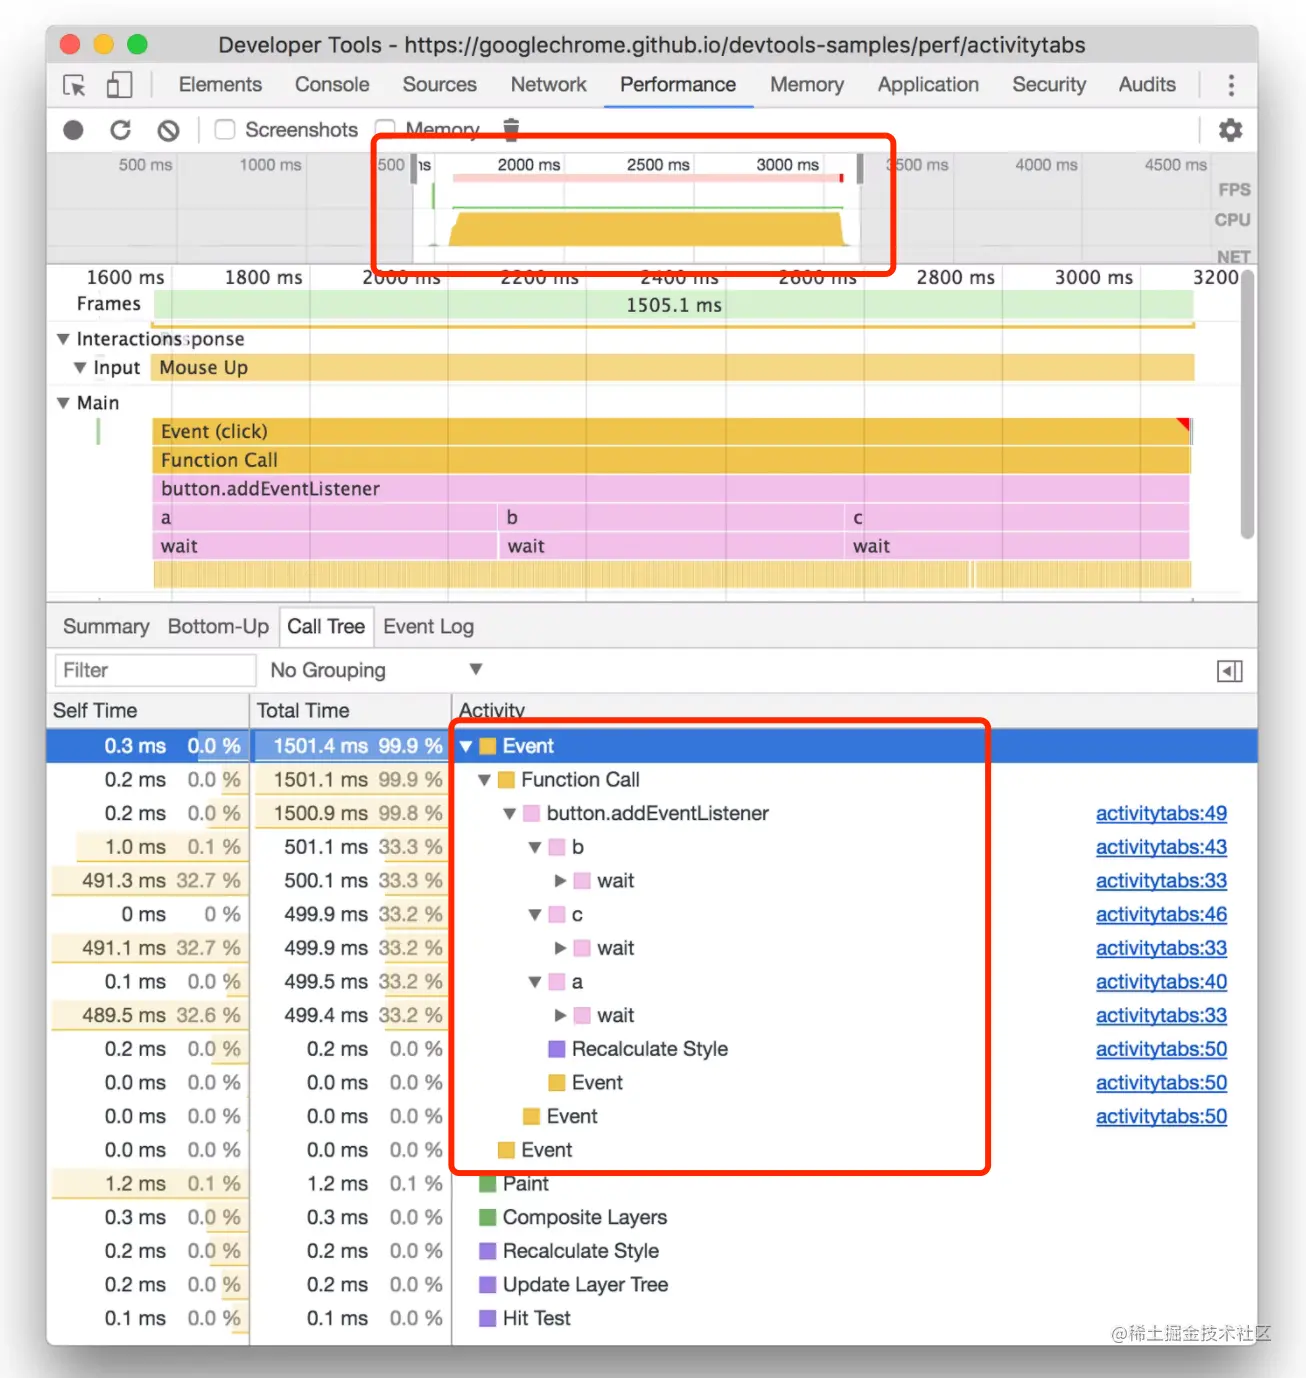 Developer Tools - https://googlechrome.github.io/devtools-samples/perf/activitytabs
Elements Console Sources Network Performance Memory Application Security Audits
Screenshots Memory
500 ms 1000 ms 500 ns 2000 ms 2500 ms 3000 ms 3500 ms 4000 ms 4500 ms
FPS
CPU
NET
1600 ms 1800 ms 2000 ms 2200 ms 2400 ms 2600 ms 2800 ms 3000 ms 3200
Frames 1505.1 ms
Interactionsponse
Input Mouse Up
Main
Event (click)
Function Call
button.addEventListener
a b c
wait wait wait
Summary Bottom-Up Call Tree Event Log
Filter No Grouping
Self Time Total Time Activity
0.3 ms 0.0 % 1501.4 ms 99.9 % Event
0.2 ms 0.0 % 1501.1 ms 99.9 % Function Call
0.2 ms 0.0 % 1500.9 ms 99.8 % button.addEventListener activitytabs:49
1.0 ms 0.1 % 501.1 ms 33.3 % b activitytabs:43
491.3 ms 32.7 % 500.1 ms 33.3 % wait activitytabs:33
0 ms 0 % 499.9 ms 33.2 % c activitytabs:46
491.1 ms 32.7 % 499.9 ms 33.2 % wait activitytabs:33
0.1 ms 0.0 % 499.5 ms 33.2 % a activitytabs:40
489.5 ms 32.6 % 499.4 ms 33.2 % wait activitytabs:33
0.2 ms 0.0 % 0.2 ms 0.0 % Recalculate Style activitytabs:50
0.0 ms 0.0 % 0.0 ms 0.0 % Event activitytabs:50
0.0 ms 0.0 % 0.0 ms 0.0 % Event activitytabs:50
0.0 ms 0.0 % 0.0 ms 0.0 % Event
1.2 ms 0.1 % 1.2 ms 0.1 % Paint
0.3 ms 0.0 % 0.3 ms 0.0 % Composite Layers
0.2 ms 0.0 % 0.2 ms 0.0 % Recalculate Style
0.2 ms 0.0 % 0.2 ms 0.0 % Update Layer Tree
0.1 ms 0.0 % 0.1 ms 0.0 % Hit Test
@稀土掘金技术社区